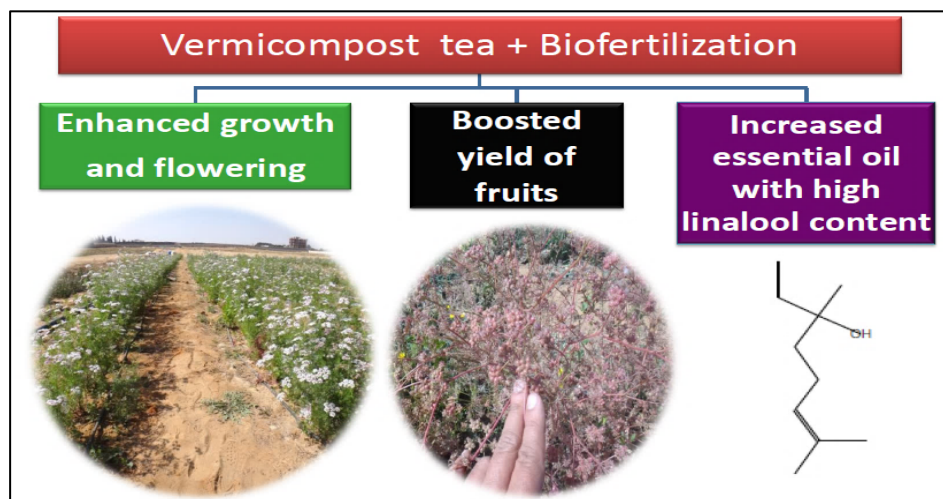 Vermicompost tea + Biofertilization
Enhanced growth
and flowering
Boosted
yield of
fruits
Increased
essential oil
with high
linalool content
OH